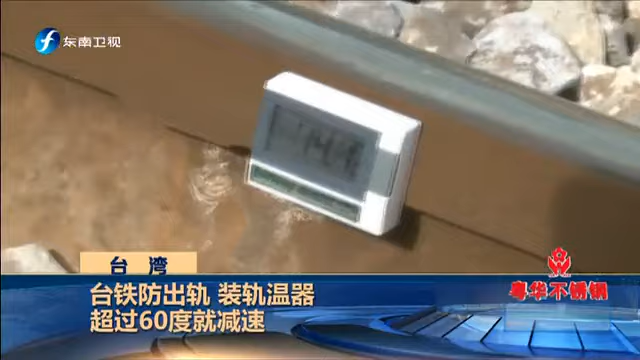 东南卫视
台湾
台铁防出轨 装轨温器
超过60度就减速
粤华不锈钢